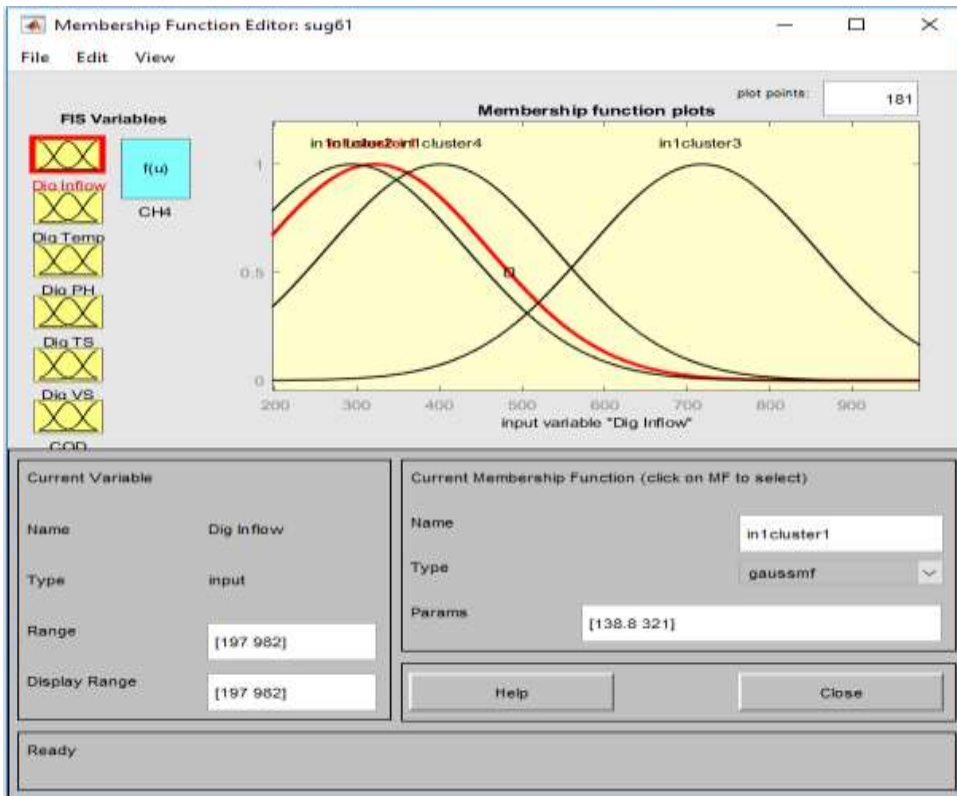 Membership Function Editor: sug61
File Edit View
FIS Variables
Dig Inflow
Dig Temp
Dig PH
Dig TS
Dig VS
COD
f(u)
CH4
plot points: 181
Membership function plots
in1cluster4 in1cluster3
1
0.5
0
200 300 400 500 600 700 800 900
input variable "Dig Inflow"
Current Variable
Name Dig Inflow
Type input
Range [197 982]
Display Range [197 982]
Current Membership Function (click on MF to select)
Name in1cluster1
Type gaussmf
Params [138.8 321]
Help Close
Ready